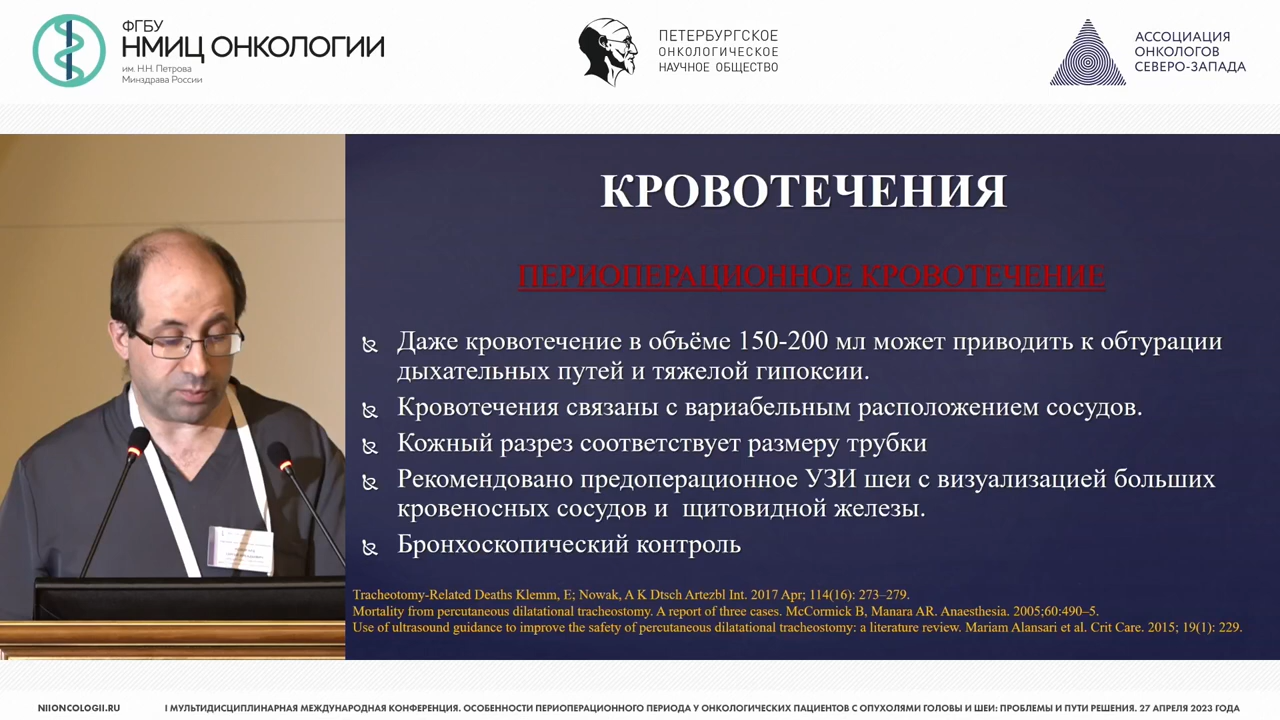 ФГБУ
НМИЦ ОНКОЛОГИИ
им. Н.Н. Петрова
Минздрава России
ПЕТЕРБУРГСКОЕ
ОНКОЛОГИЧЕСКОЕ
НАУЧНОЕ ОБЩЕСТВО
АССОЦИАЦИЯ
ОНКОЛОГОВ
СЕВЕРО-ЗАПАДА
КРОВОТЕЧЕНИЯ
ПЕРИОПЕРАЦИОННОЕ КРОВОТЕЧЕНИЕ
Даже кровотечение в объёме 150-200 мл может приводить к обтурации
дыхательных путей и тяжелой гипоксии.
Кровотечения связаны с вариабельным расположением сосудов.
Кожный разрез соответствует размеру трубки
Рекомендовано предоперационное УЗИ шеи с визуализацией больших
кровеносных сосудов и щитовидной железы.
Бронхоскопический контроль
Tracheotomy-Related Deaths Klemm, E; Nowak, A K Dtsch Artezbl Int. 2017 Apr; 114(16): 273–279.
Mortality from percutaneous dilatational tracheostomy. A report of three cases. McCormick B, Manara AR. Anaesthesia. 2005;60:490–5.
Use of ultrasound guidance to improve the safety of percutaneous dilatational tracheostomy: a literature review. Mariam Alansari et al. Crit Care. 2015; 19(1): 229.
NIIONCOLOGII.RU
I МУЛЬТИДИСЦИПЛИНАРНАЯ МЕЖДУНАРОДНАЯ КОНФЕРЕНЦИЯ. ОСОБЕННОСТИ ПЕРИОПЕРАЦИОННОГО ПЕРИОДА У ОНКОЛОГИЧЕСКИХ ПАЦИЕНТОВ С ОПУХОЛЯМИ ГОЛОВЫ И ШЕИ: ПРОБЛЕМЫ И ПУТИ РЕШЕНИЯ. 27 АПРЕЛЯ 2023 ГОДА